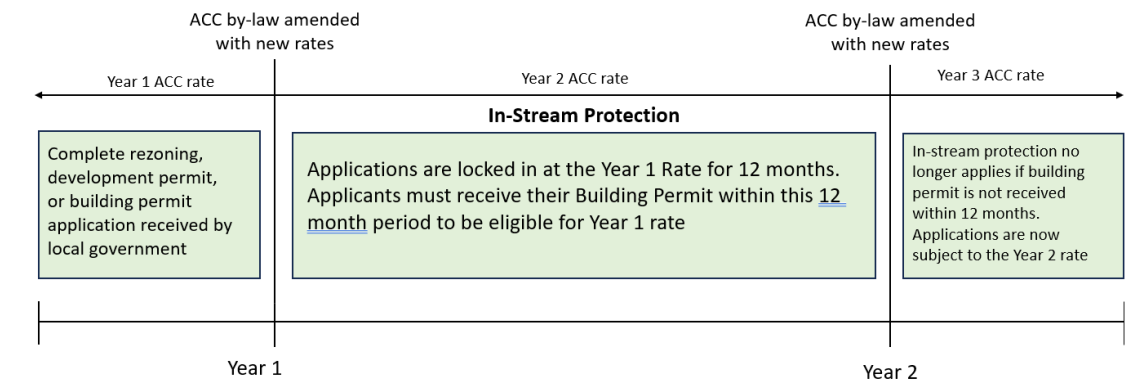 ACC by-law amended
with new rates
ACC by-law amended
with new rates
Year 1 ACC rate
Year 2 ACC rate
Year 3 ACC rate
In-Stream Protection
Complete rezoning,
development permit,
or building permit
application received by
local government
Applications are locked in at the Year 1 Rate for 12 months.
Applicants must receive their Building Permit within this 12
month period to be eligible for Year 1 rate
In-stream protection no
longer applies if building
permit is not received
within 12 months.
Applications are now
subject to the Year 2 rate
Year 1
Year 2